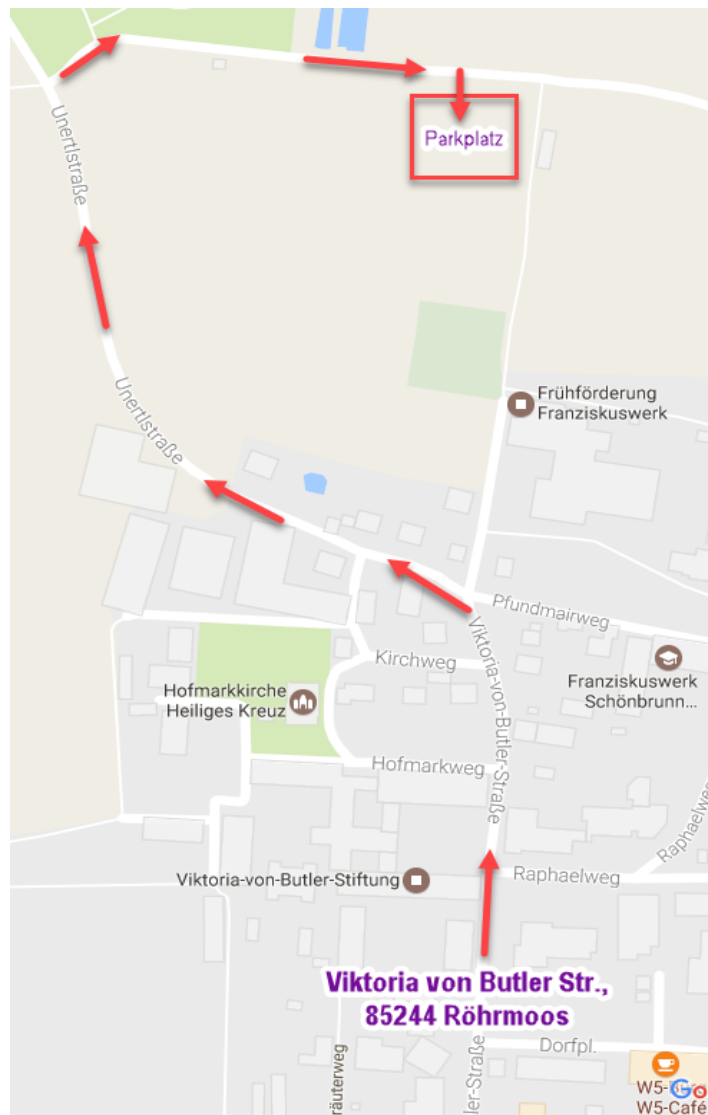 Unertlstraße
Parkplatz
Unertlstraße
Frühförderung
Franziskuswerk
Pfundmairweg
Viktoria-von-Butler-Straße
Kirchweg
Franziskuswerk
Schönbrunn...
Hofmarkkirche
Heiliges Kreuz
Hofmarkweg
Raphaelweg
Raphaelweg
Viktoria-von-Butler-Stiftung
Viktoria von Butler Str.,
85244 Röhrmoos
Dorfpl.
W5-Café